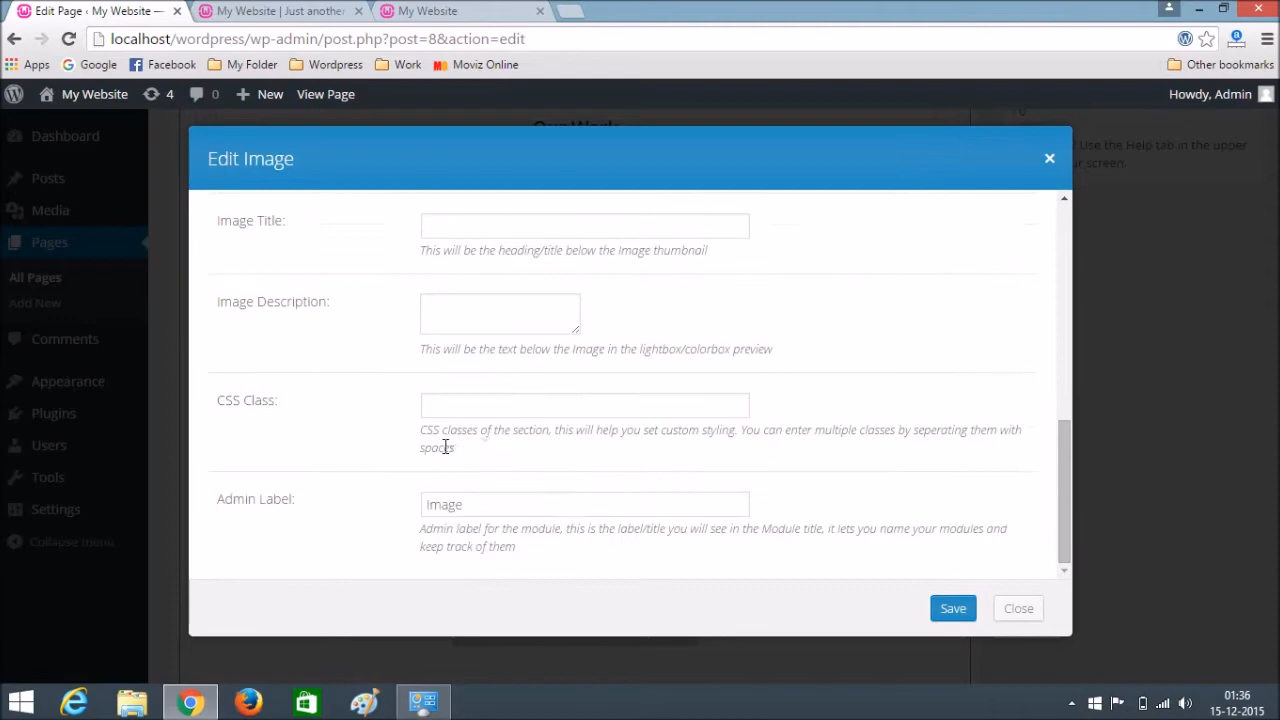 Edit Page ‹ My Website —
My Website | Just another
My Website
localhost/wordpress/wp-admin/post.php?post=8&action=edit
Apps
Google
Facebook
My Folder
Wordpress
Work
Moviz Online
Other bookmarks
My Website
4
0
New
View Page
Howdy, Admin
Dashboard
Posts
Media
Pages
All Pages
Add New
Comments
Appearance
Plugins
Users
Tools
Settings
Collapse menu
Our Work
? Use the Help tab in the upper
ur screen.
Edit Image
Image Title:
This will be the heading/title below the Image thumbnail
Image Description:
This will be the text below the Image in the lightbox/colorbox preview
CSS Class:
CSS classes of the section, this will help you set custom styling. You can enter multiple classes by seperating them with
spaces
Admin Label:
Image
Admin label for the module, this is the label/title you will see in the Module title, it lets you name your modules and
keep track of them
Save
Close
01:36
15-12-2015